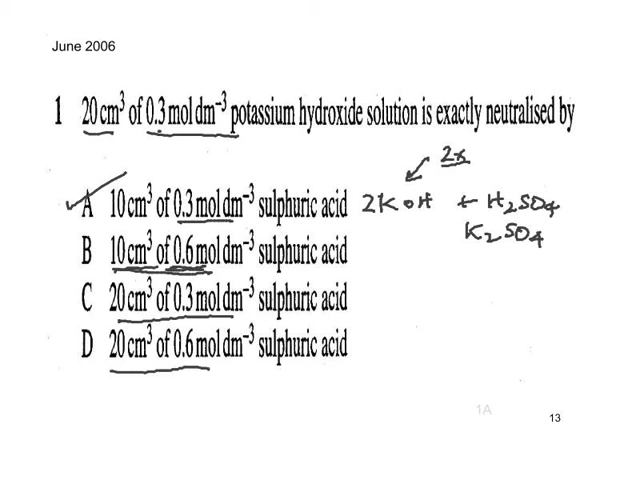 June 2006
1 20 cm³ of 0.3 mol dm⁻³ potassium hydroxide solution is exactly neutralised by
2x
A 10 cm³ of 0.3 mol dm⁻³ sulphuric acid 2KOH + H₂SO₄
K₂SO₄
B 10 cm³ of 0.6 mol dm⁻³ sulphuric acid
C 20 cm³ of 0.3 mol dm⁻³ sulphuric acid
D 20 cm³ of 0.6 mol dm⁻³ sulphuric acid
1A
13